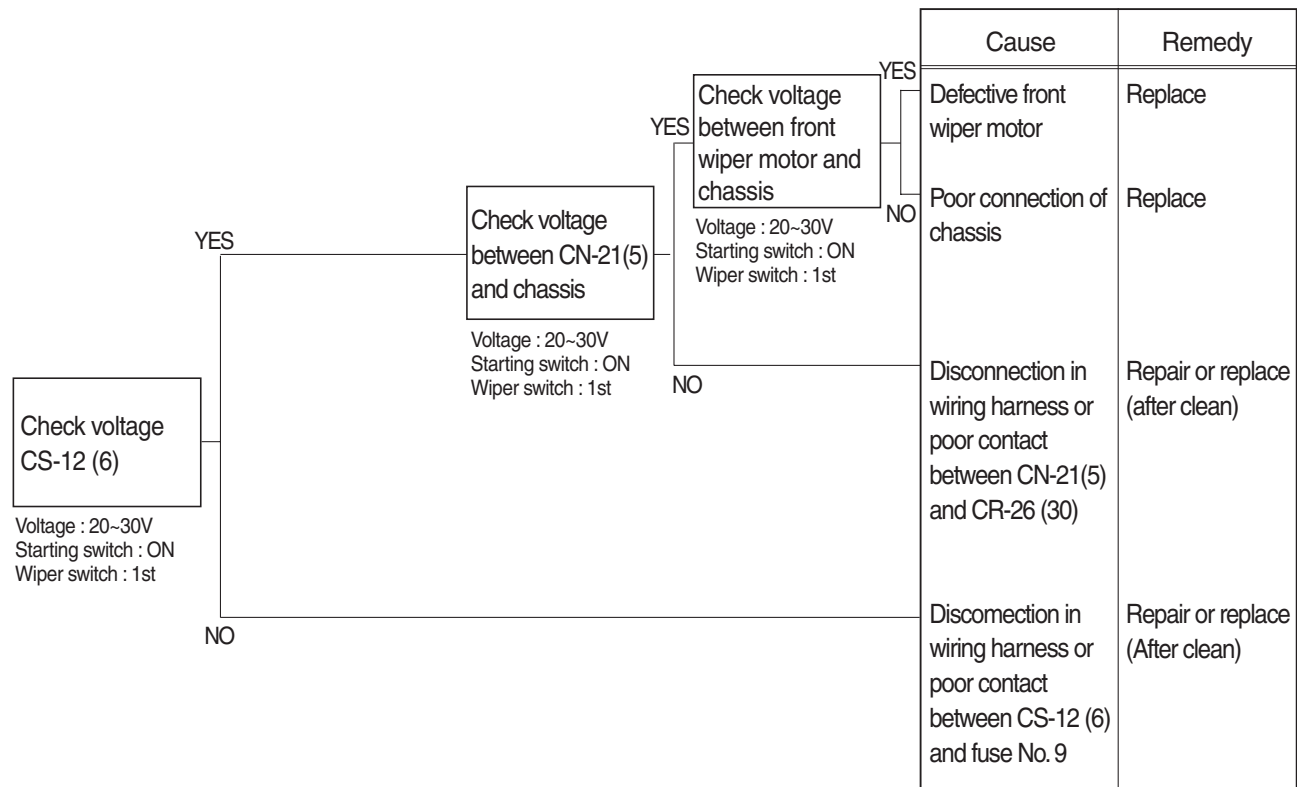 Cause
Remedy
YES
Check voltage
between front
wiper motor and
chassis
YES
Defective front
wiper motor
Replace
NO
Poor connection of
chassis
Replace
Voltage : 20~30V
Starting switch : ON
Wiper switch : 1st
YES
Check voltage
between CN-21(5)
and chassis
Voltage : 20~30V
Starting switch : ON
Wiper switch : 1st
NO
Disconnection in
wiring harness or
poor contact
between CN-21(5)
and CR-26 (30)
Repair or replace
(after clean)
Check voltage
CS-12 (6)
Voltage : 20~30V
Starting switch : ON
Wiper switch : 1st
NO
Discomection in
wiring harness or
poor contact
between CS-12 (6)
and fuse No. 9
Repair or replace
(After clean)